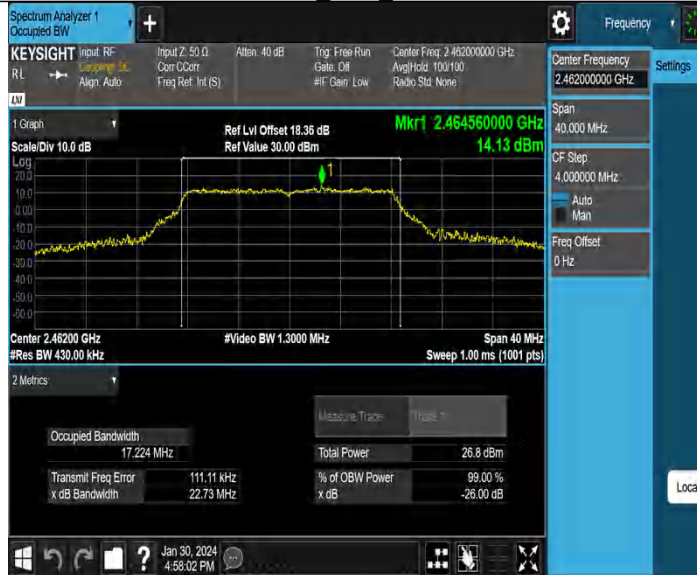 Spectrum Analyzer 1
Occupied BW
+
Frequency
KEYSIGHT
RL
Input: RF
Coupling: DC
Align: Auto
Input Z: 50 Ω
Corr CCorr
Freq Ref: Int (S)
Atten: 40 dB
Trig: Free Run
Gate: Off
#IF Gain: Low
Center Freq: 2.462000000 GHz
Avg|Hold: 100/100
Radio Std: None
Center Frequency
2.462000000 GHz
Settings
Span
40.000 MHz
CF Step
4.000000 MHz
Auto
Man
Freq Offset
0 Hz
Loca
1 Graph
Scale/Div 10.0 dB
Ref Lvl Offset 18.36 dB
Ref Value 30.00 dBm
Mkr1 2.464560000 GHz
14.13 dBm
Log
20.0
10.0
0.00
-10.0
-20.0
-30.0
-40.0
-50.0
-60.0
1
Center 2.46200 GHz
#Res BW 430.00 kHz
#Video BW 1.3000 MHz
Span 40 MHz
Sweep 1.00 ms (1001 pts)
2 Metrics
Measure Trace
Trace 1
Occupied Bandwidth
17.224 MHz
Total Power
26.8 dBm
Transmit Freq Error
111.11 kHz
% of OBW Power
99.00 %
x dB Bandwidth
22.73 MHz
x dB
-26.00 dB
?
Jan 30, 2024
4:58:02 PM